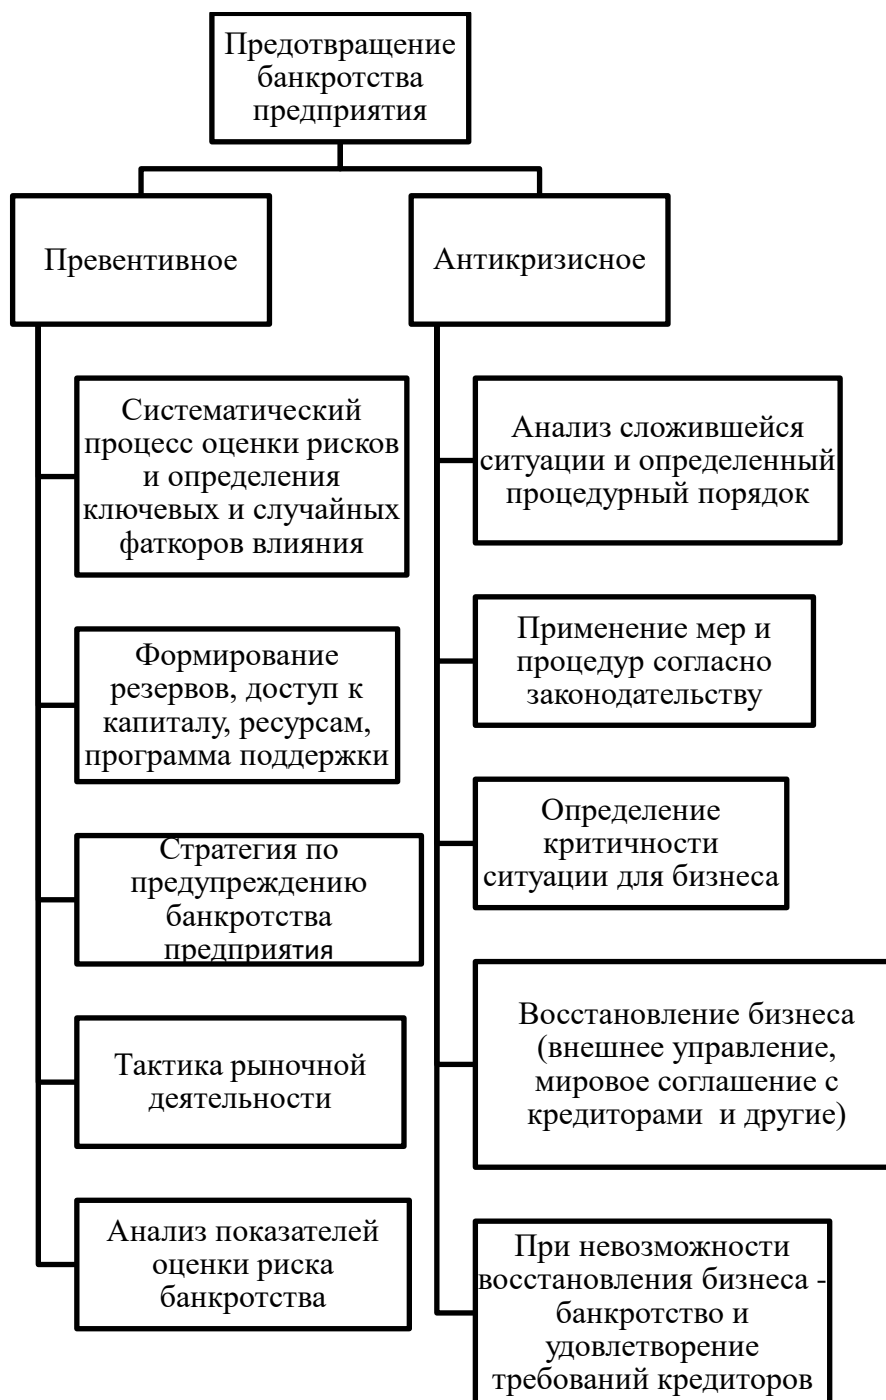 Предотвращение
банкротства
предприятия
Превентивное
Систематический
процесс оценки рисков
и определения
ключевых и случайных
фаткоров влияния
Формирование
резервов, доступ к
капиталу, ресурсам,
программа поддержки
Стратегия по
предупреждению
банкротства
предприятия
Тактика рыночной
деятельности
Анализ показателей
оценки риска
банкротства
Антикризисное
Анализ сложившейся
ситуации и определенный
процедурный порядок
Применение мер и
процедур согласно
законодательству
Определение
критичности
ситуации для бизнеса
Восстановление бизнеса
(внешнее управление,
мировое соглашение с
кредиторами и другие)
При невозможности
восстановления бизнеса -
банкротство и
удовлетворение
требований кредиторов